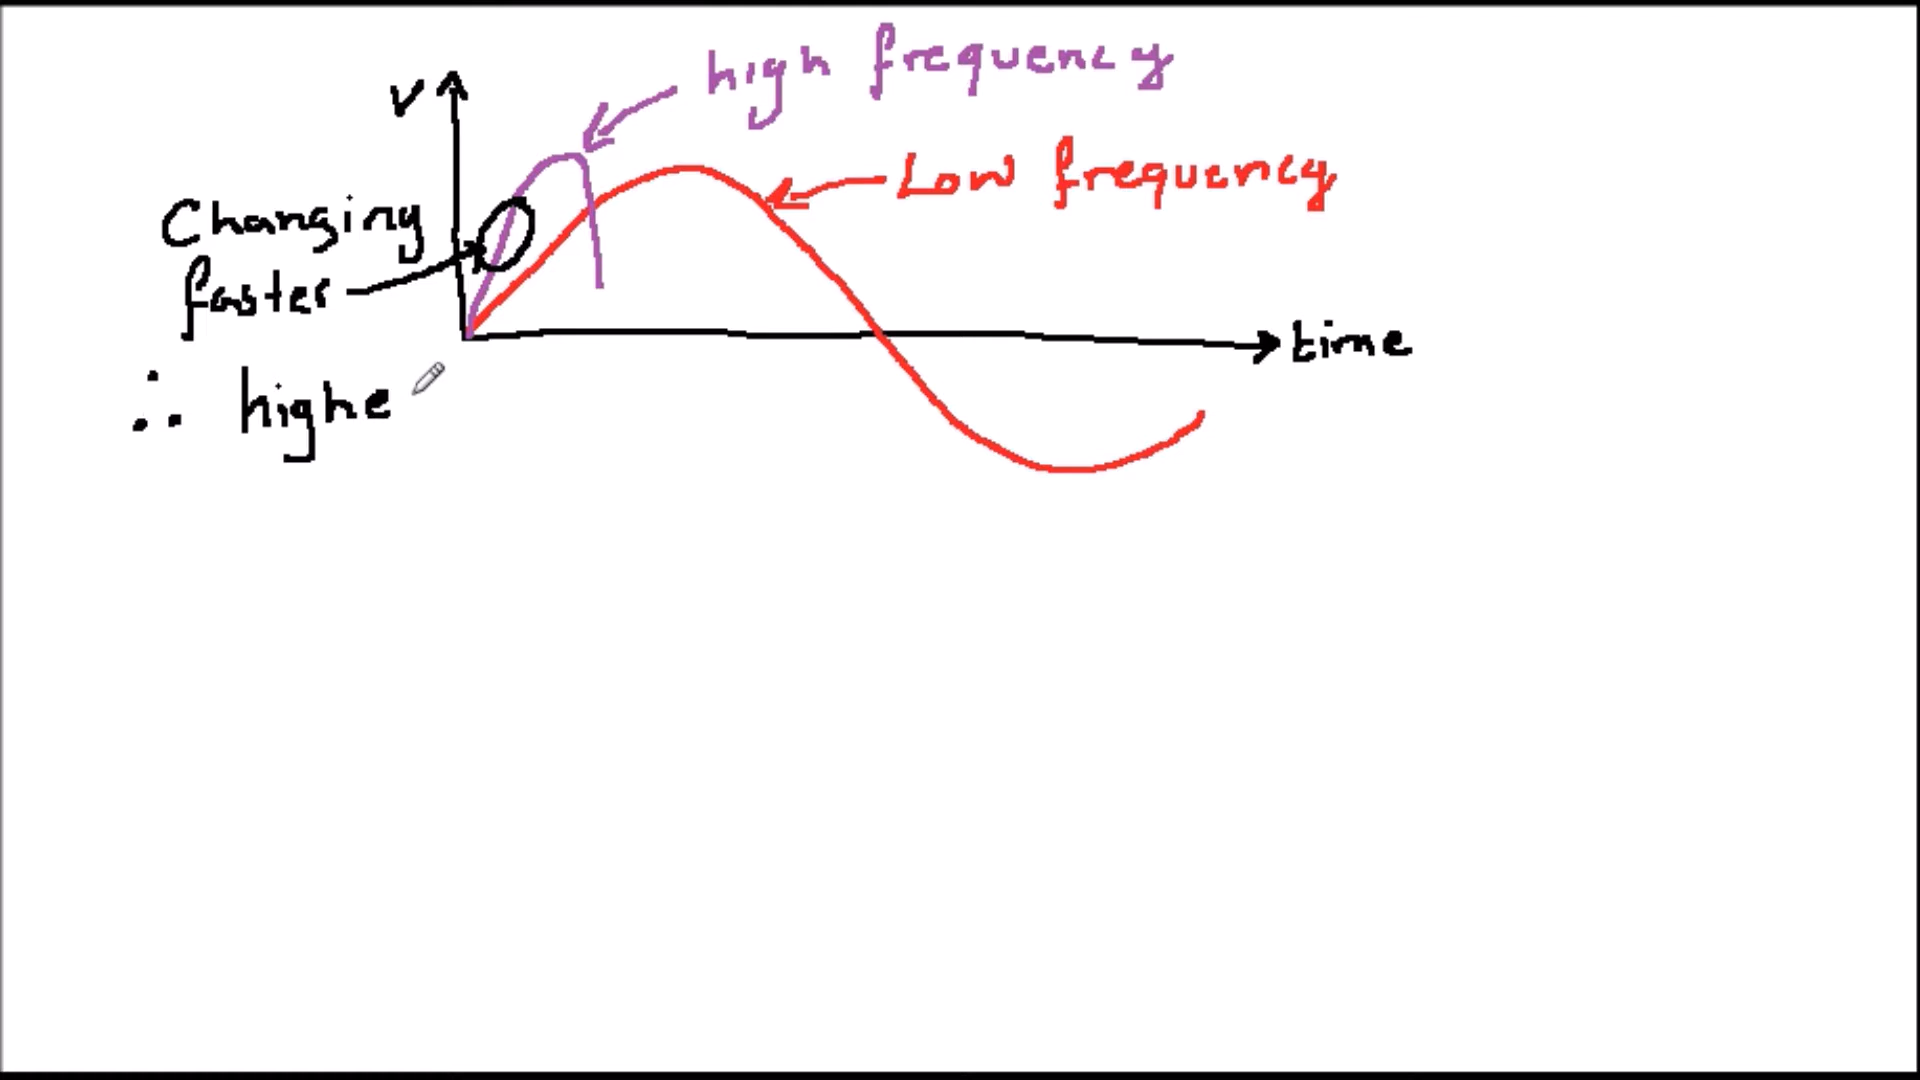 high frequency
V
Low frequency
Changing
faster
time
∴ highe